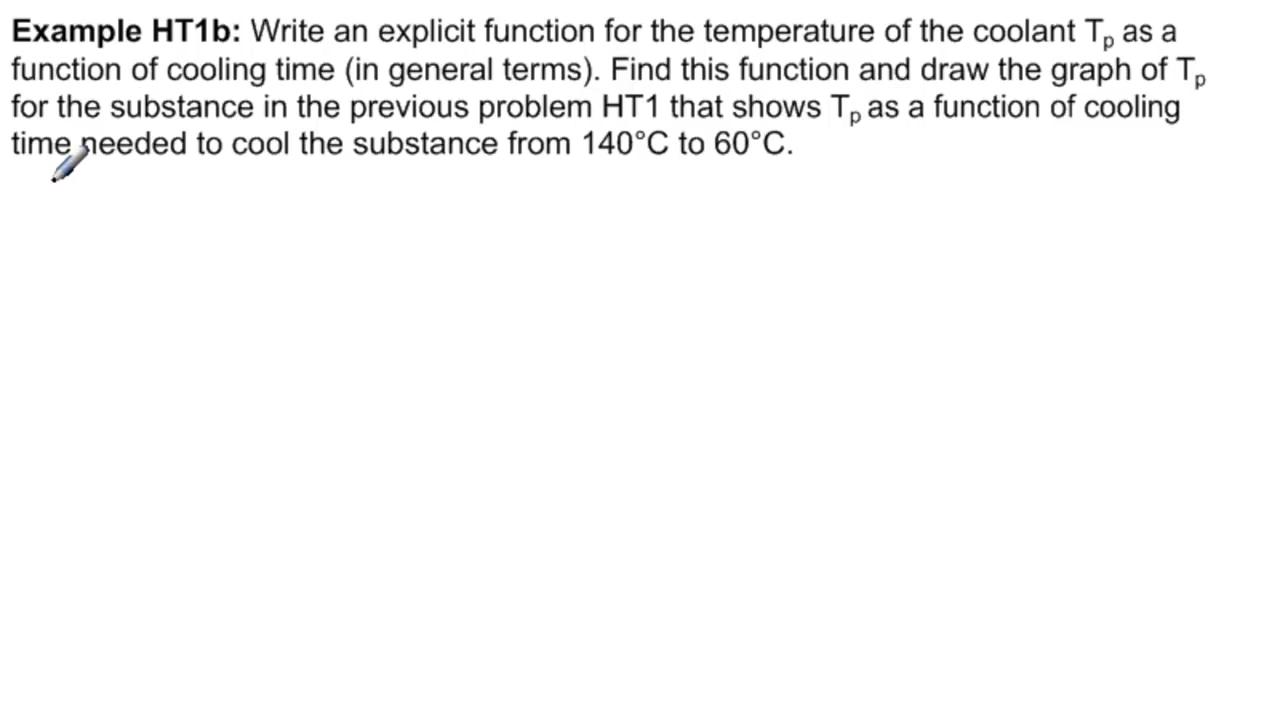 Example HT1b: Write an explicit function for the temperature of the coolant Tₚ as a
function of cooling time (in general terms). Find this function and draw the graph of Tₚ
for the substance in the previous problem HT1 that shows Tₚ as a function of cooling
time needed to cool the substance from 140°C to 60°C.